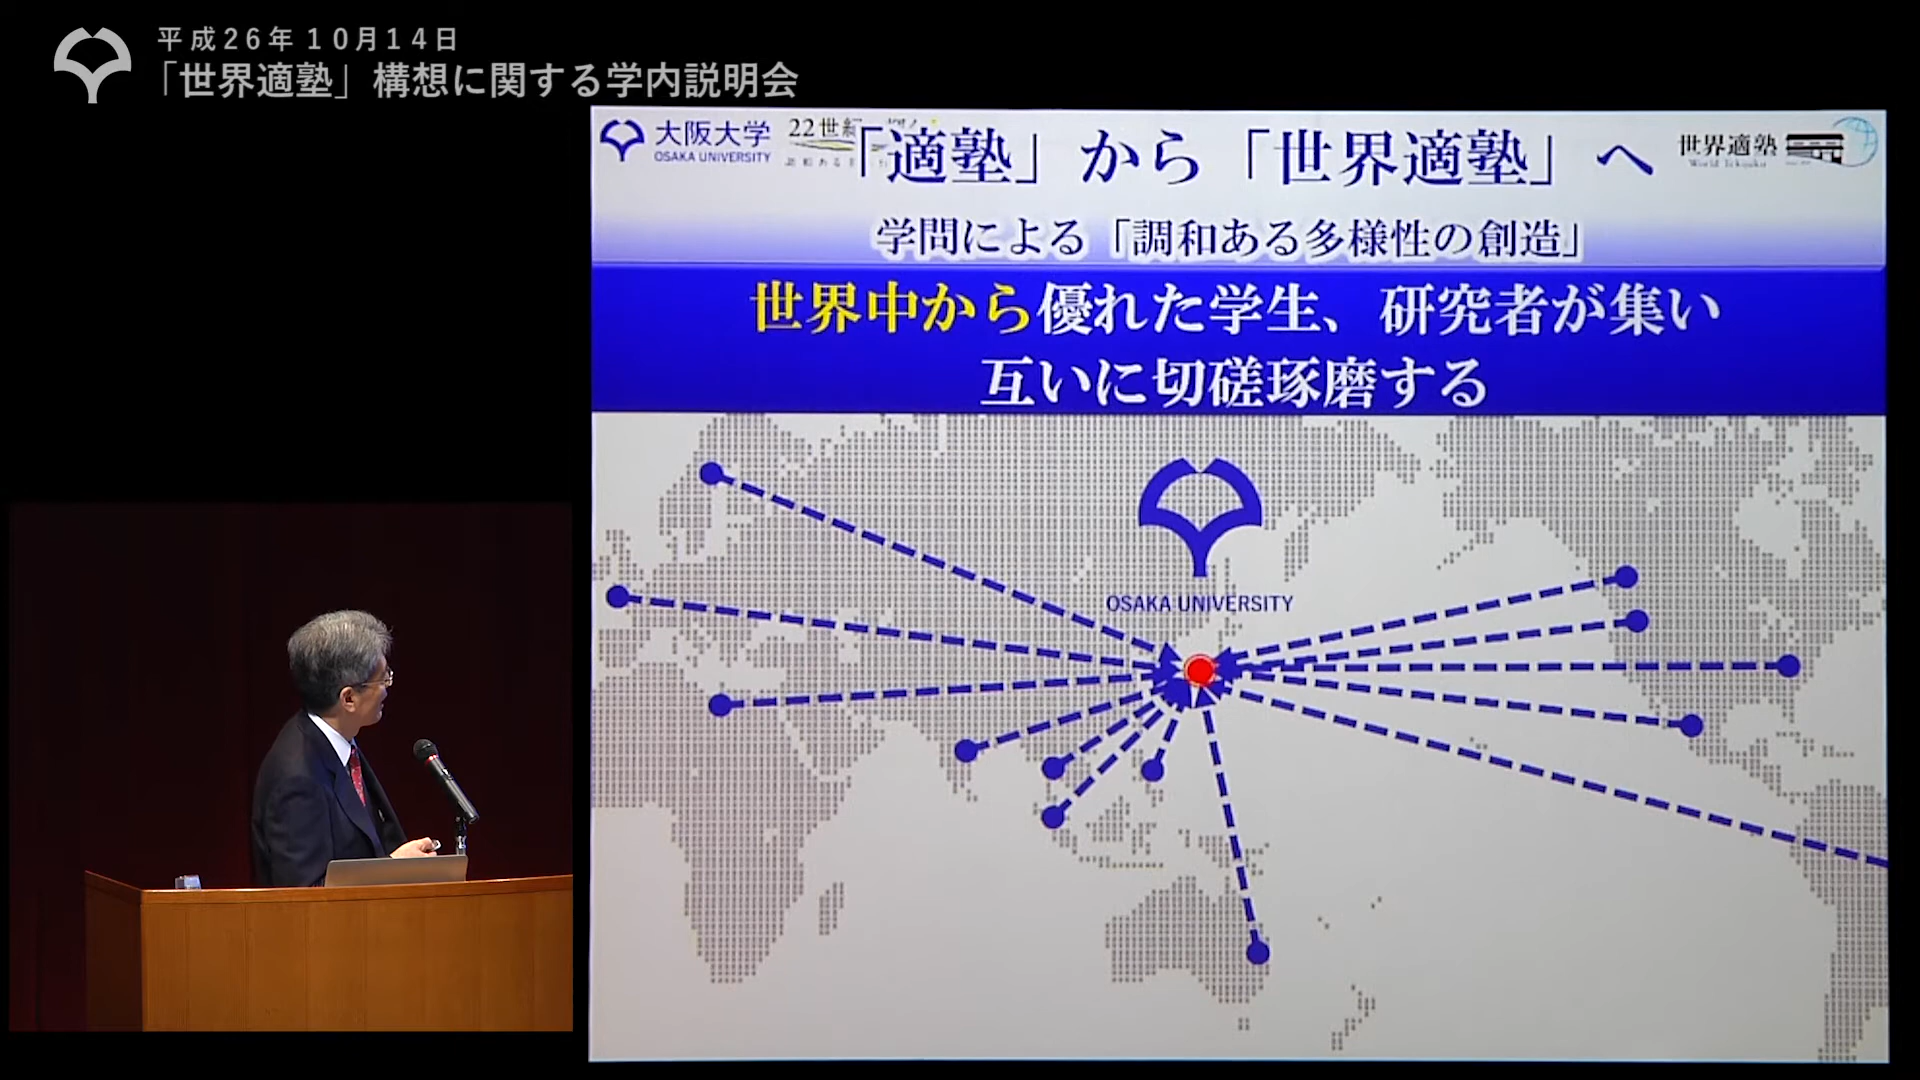 平成26年10月14日
「世界適塾」構想に関する学内説明会
大阪大学
OSAKA UNIVERSITY
22世紀
「適塾」から「世界適塾」へ
世界適塾
World Tekijuku
学問による「調和ある多様性の創造」
世界中から優れた学生、研究者が集い
互いに切磋琢磨する
OSAKA UNIVERSITY